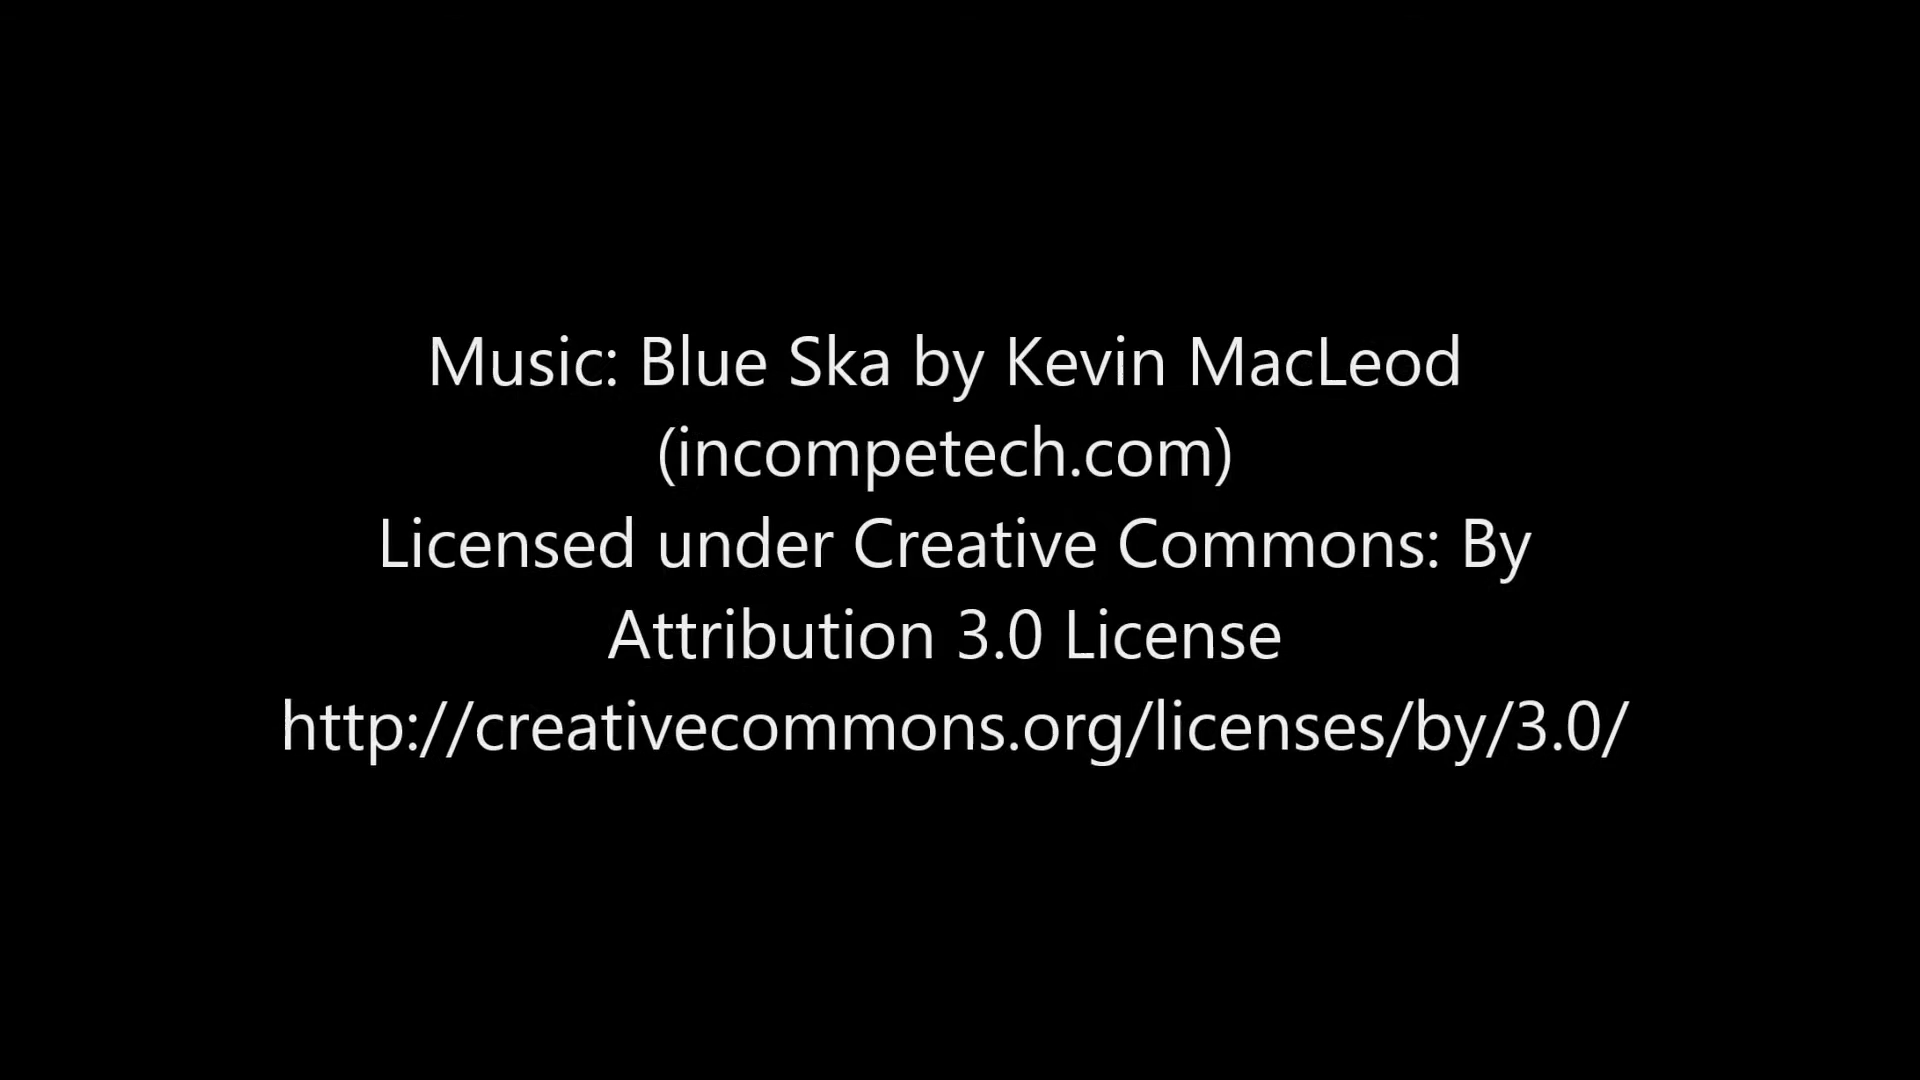 Music: Blue Ska by Kevin MacLeod
(incompetech.com)
Licensed under Creative Commons: By
Attribution 3.0 License
http://creativecommons.org/licenses/by/3.0/